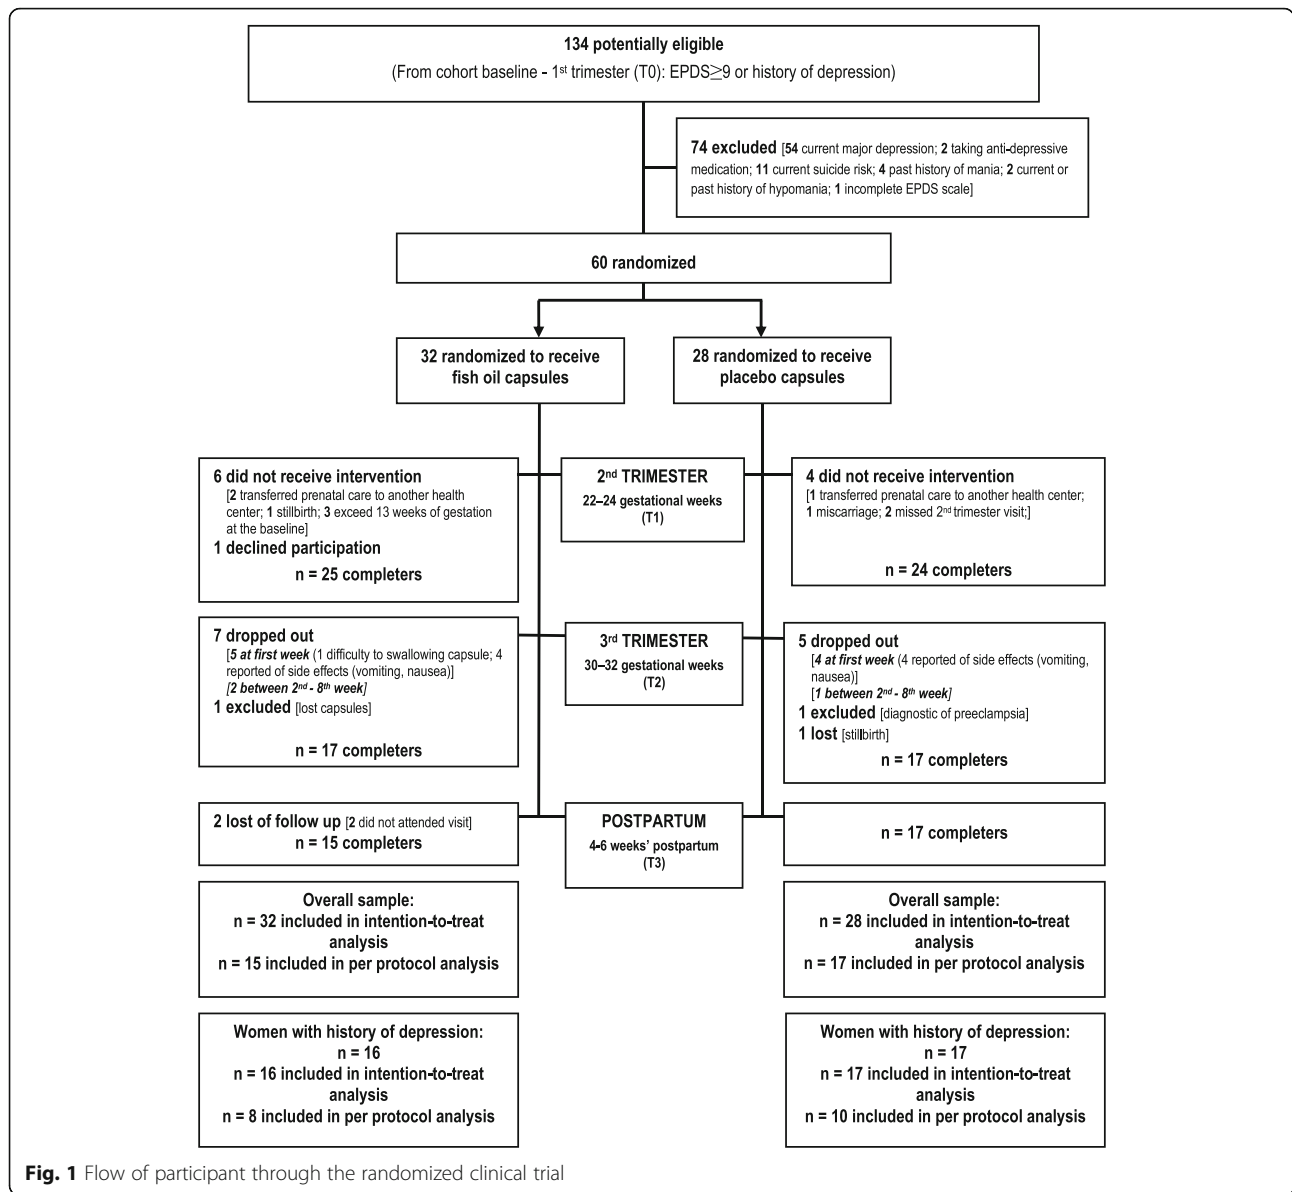 134 potentially eligible
(From cohort baseline - 1st trimester (T0): EPDS≥9 or history of depression)
74 excluded [54 current major depression; 2 taking anti-depressive
medication; 11 current suicide risk; 4 past history of mania; 2 current or
past history of hypomania; 1 incomplete EPDS scale]
60 randomized
32 randomized to receive
fish oil capsules
28 randomized to receive
placebo capsules
6 did not receive intervention
[2 transferred prenatal care to another health
center; 1 stillbirth; 3 exceed 13 weeks of gestation
at the baseline]
1 declined participation
n = 25 completers
2nd TRIMESTER
22–24 gestational weeks
(T1)
4 did not receive intervention
[1 transferred prenatal care to another health center;
1 miscarriage; 2 missed 2nd trimester visit;]
n = 24 completers
7 dropped out
[5 at first week (1 difficulty to swallowing capsule; 4
reported of side effects (vomiting, nausea)]
[2 between 2nd - 8th week]
1 excluded [lost capsules]
n = 17 completers
3rd TRIMESTER
30–32 gestational weeks
(T2)
5 dropped out
[4 at first week (4 reported of side effects (vomiting,
nausea)]
[1 between 2nd - 8th week]
1 excluded [diagnostic of preeclampsia]
1 lost [stillbirth]
n = 17 completers
2 lost of follow up [2 did not attended visit]
n = 15 completers
POSTPARTUM
4-6 weeks' postpartum
(T3)
n = 17 completers
Overall sample:
n = 32 included in intention-to-treat
analysis
n = 15 included in per protocol analysis
Overall sample:
n = 28 included in intention-to-treat
analysis
n = 17 included in per protocol analysis
Women with history of depression:
n = 16
n = 16 included in intention-to-treat
analysis
n = 8 included in per protocol analysis
Women with history of depression:
n = 17
n = 17 included in intention-to-treat
analysis
n = 10 included in per protocol analysis
Fig. 1 Flow of participant through the randomized clinical trial